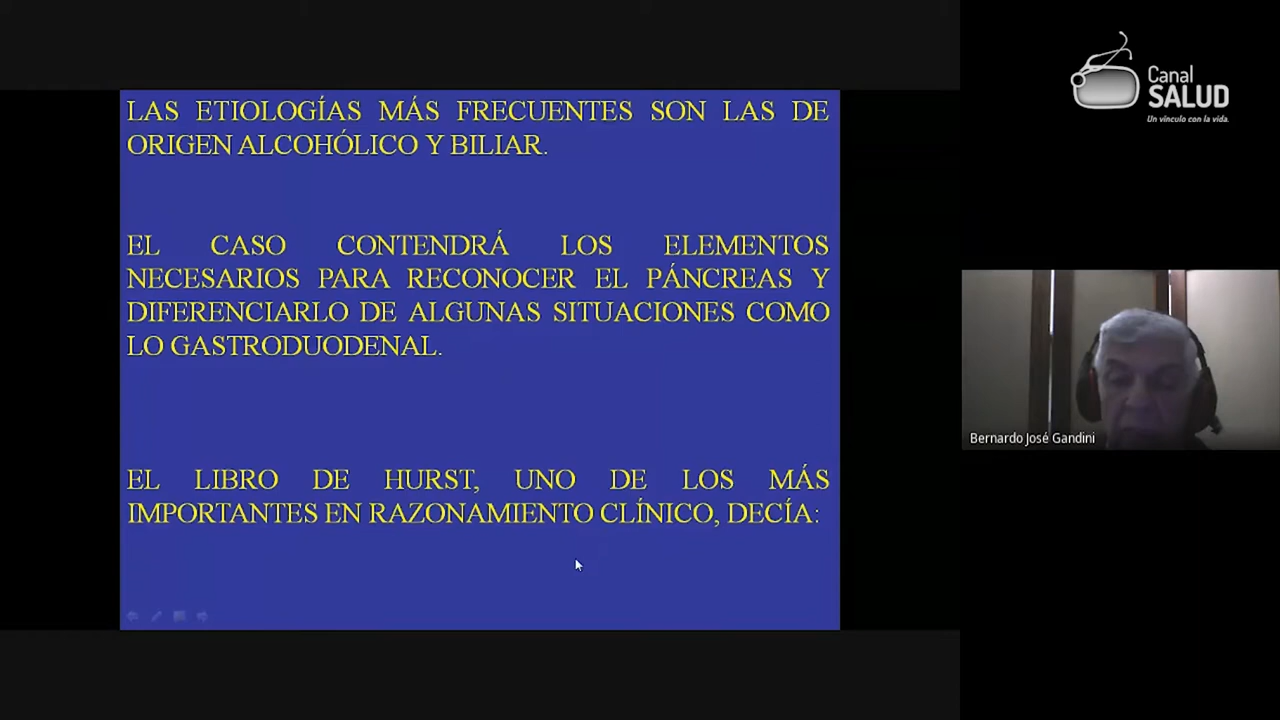 LAS ETIOLOGÍAS MÁS FRECUENTES SON LAS DE
ORIGEN ALCOHÓLICO Y BILIAR.
EL CASO CONTENDRÁ LOS ELEMENTOS
NECESARIOS PARA RECONOCER EL PÁNCREAS Y
DIFERENCIARLO DE ALGUNAS SITUACIONES COMO
LO GASTRODUODENAL.
EL LIBRO DE HURST, UNO DE LOS MÁS
IMPORTANTES EN RAZONAMIENTO CLÍNICO, DECÍA:
Canal
SALUD
Un vínculo con la vida.
Bernardo José Gandini